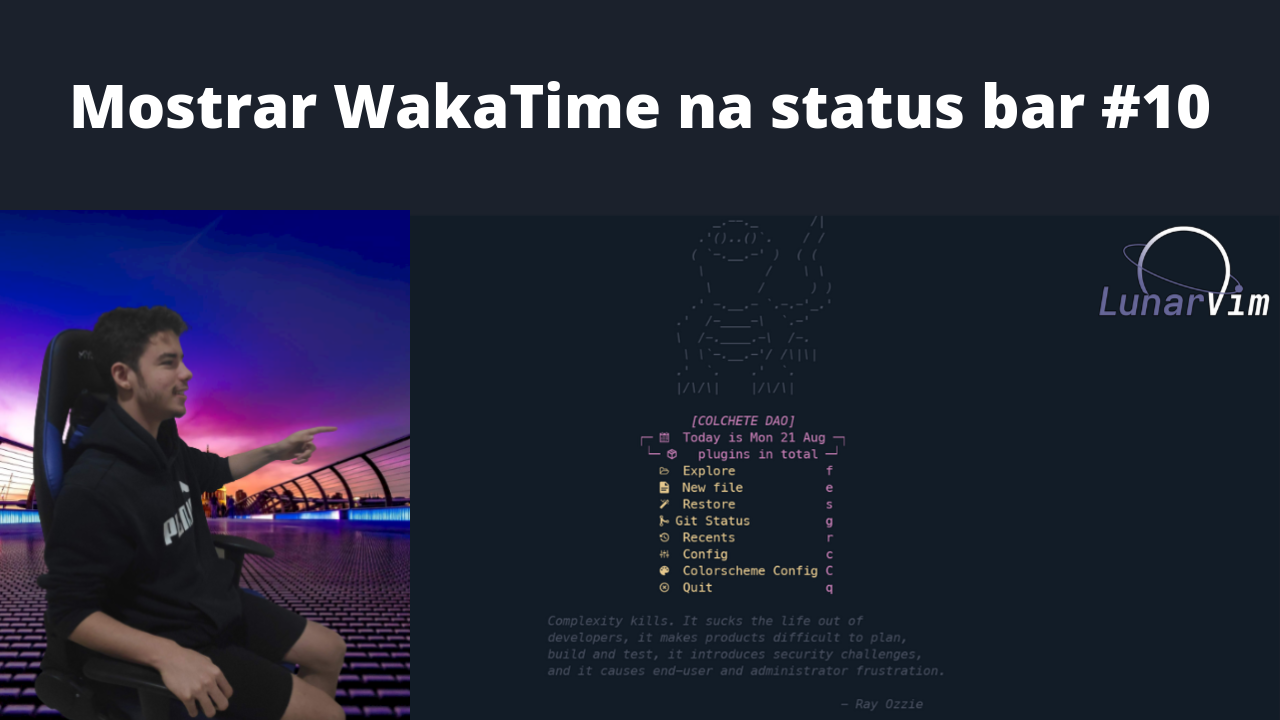 Mostrar WakaTime na status bar #10
LunarVim
[COLCHETE DAO]
Today is Mon 21 Aug
plugins in total
Explore f
New file e
Restore s
Git Status g
Recents r
Config c
Colorscheme Config C
Quit q
Complexity kills. It sucks the life out of
developers, it makes products difficult to plan,
build and test, it introduces security challenges,
and it causes end-user and administrator frustration.
— Ray Ozzie